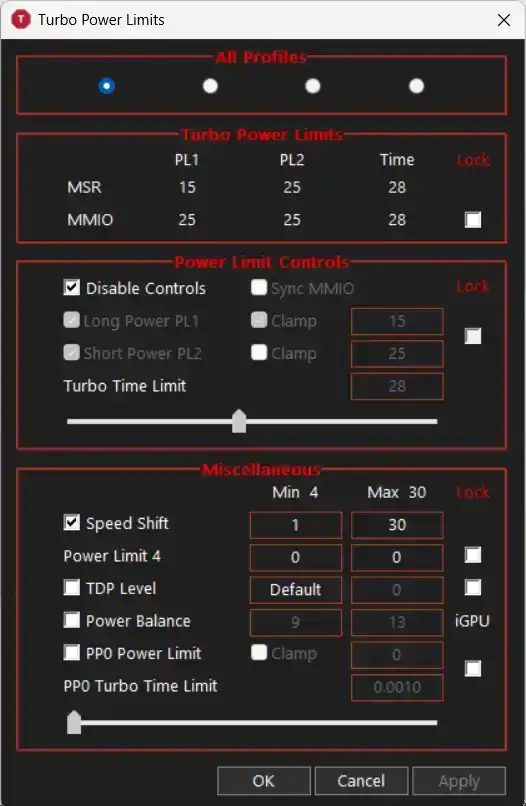 T Turbo Power Limits
All Profiles
Turbo Power Limits
PL1 PL2 Time Lock
MSR 15 25 28
MMIO 25 25 28
Power Limit Controls
Disable Controls Sync MMIO Lock
Long Power PL1 Clamp 15
Short Power PL2 Clamp 25
Turbo Time Limit 28
Miscellaneous
Min 4 Max 30 Lock
Speed Shift 1 30
Power Limit 4 0 0
TDP Level Default 0
Power Balance 9 13 iGPU
PP0 Power Limit Clamp 0
PP0 Turbo Time Limit 0.0010
OK Cancel Apply